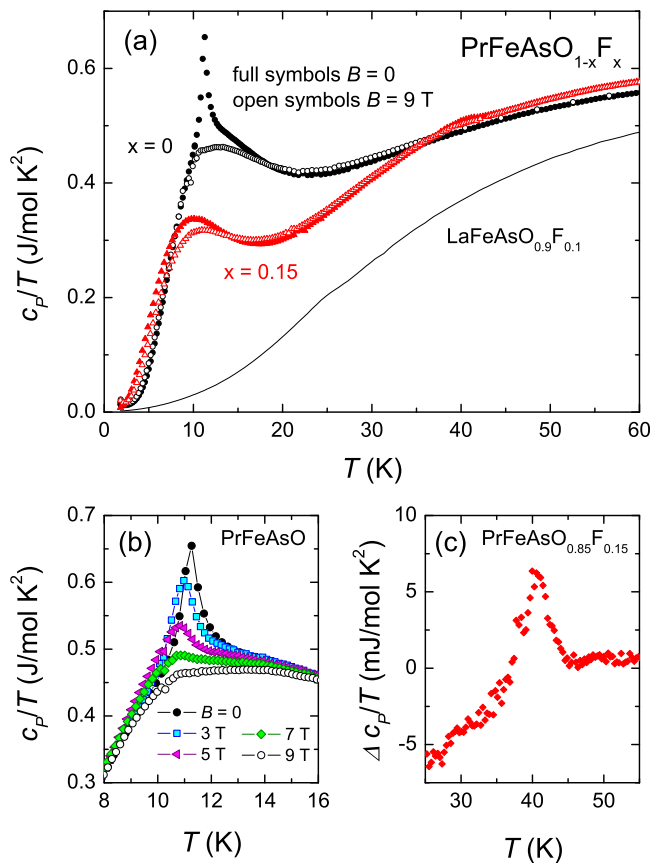 (a)
PrFeAsO1-xFx
full symbols B = 0
open symbols B = 9 T
x = 0
x = 0.15
LaFeAsO0.9F0.1
cP/T (J/mol K2)
0.6
0.4
0.2
0.0
0 10 20 30 40 50 60
T (K)
(b)
PrFeAsO
cP/T (J/mol K2)
0.7
0.6
0.5
0.4
0.3
B = 0
3 T
5 T
7 T
9 T
8 10 12 14 16
T (K)
(c)
PrFeAsO0.85F0.15
Δ cP/T (mJ/mol K2)
10
5
0
-5
30 40 50
T (K)